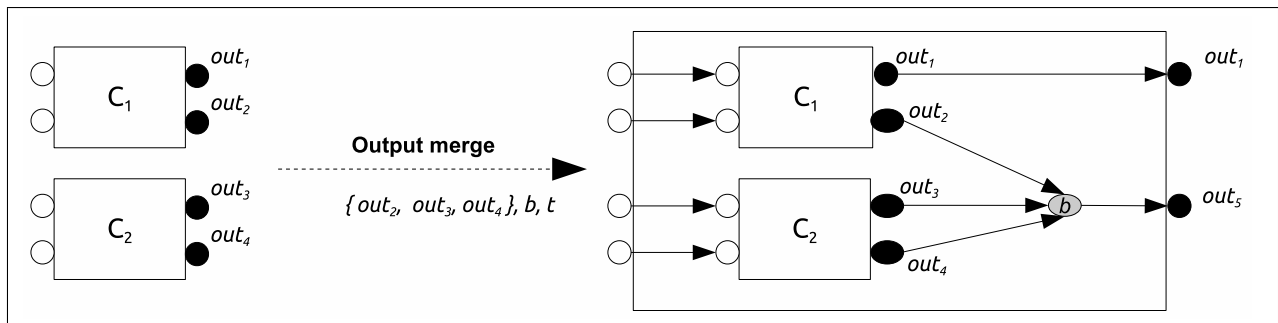 out₁
C₁
out₂
Output merge
{ out₂, out₃, out₄ }, b, t
out₃
C₂
out₄
out₁
C₁
out₂
out₃
C₂
out₄
b
out₁
out₅